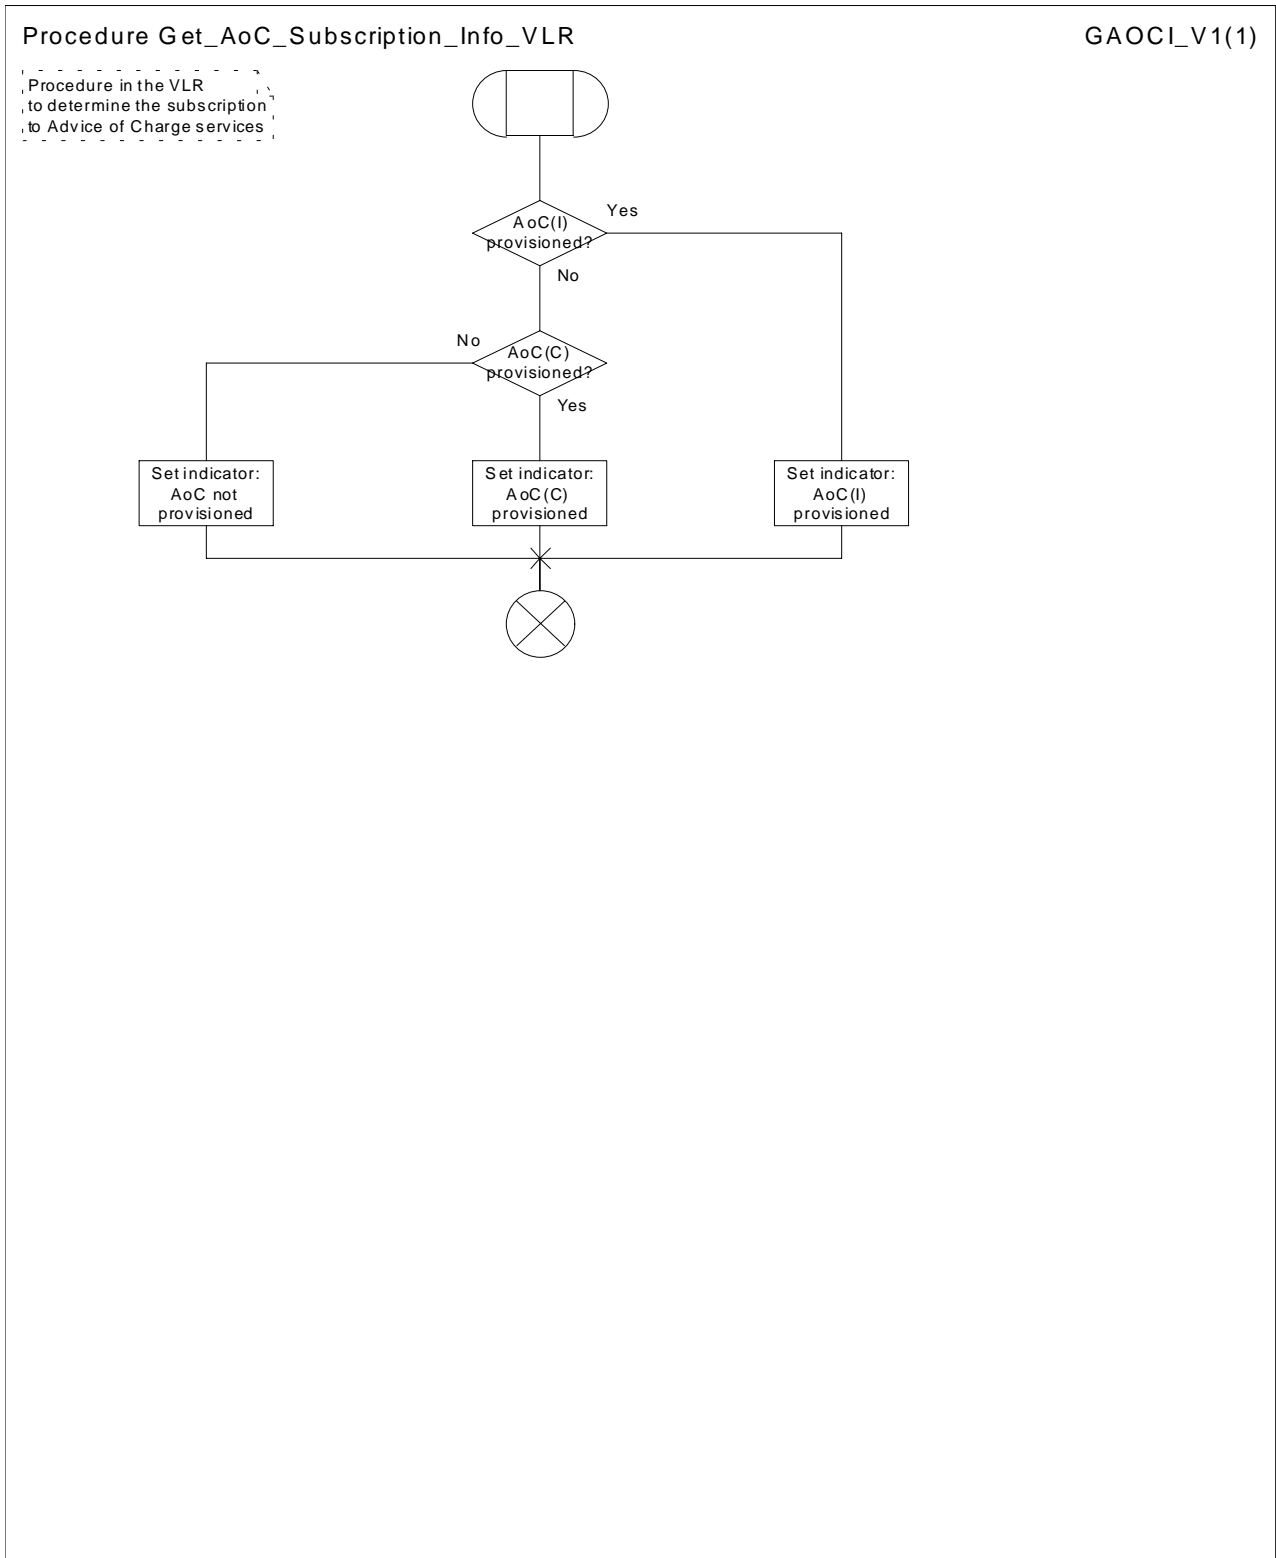 Procedure Get_AoC_Subscription_Info_VLR
GAOCI_V1(1)
Procedure in the VLR
to determine the subscription
to Advice of Charge services
AoC(I)
provisioned?
Yes
No
AoC(C)
provisioned?
No
Yes
Set indicator:
AoC not
provisioned
Set indicator:
AoC(C)
provisioned
Set indicator:
AoC(I)
provisioned